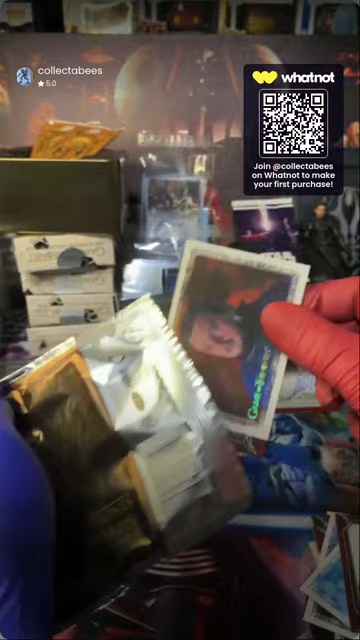 collectabees
★ 5.0
whatnot
Join @collectabees
on Whatnot to make
your first purchase!